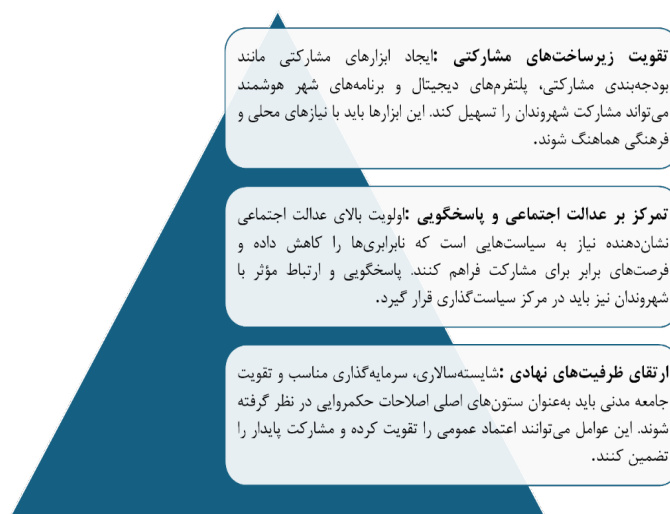 تقویت زیرساخت‌های مشارکتی :ایجاد ابزارهای مشارکتی مانند
بودجه‌بندی مشارکتی، پلتفرم‌های دیجیتال و برنامه‌های شهر هوشمند
می‌تواند مشارکت شهروندان را تسهیل کند. این ابزارها باید با نیازهای محلی و
فرهنگی هماهنگ شوند.
تمرکز بر عدالت اجتماعی و پاسخگویی :اولویت بالای عدالت اجتماعی
نشان‌دهنده نیاز به سیاست‌هایی است که نابرابری‌ها را کاهش داده و
فرصت‌های برابر برای مشارکت فراهم کنند. پاسخگویی و ارتباط مؤثر با
شهروندان نیز باید در مرکز سیاست‌گذاری قرار گیرد.
ارتقای ظرفیت‌های نهادی :شایسته‌سالاری، سرمایه‌گذاری مناسب و تقویت
جامعه مدنی باید به‌عنوان ستون‌های اصلی اصلاحات حکمروایی در نظر گرفته
شوند. این عوامل می‌توانند اعتماد عمومی را تقویت کرده و مشارکت پایدار را
تضمین کنند.